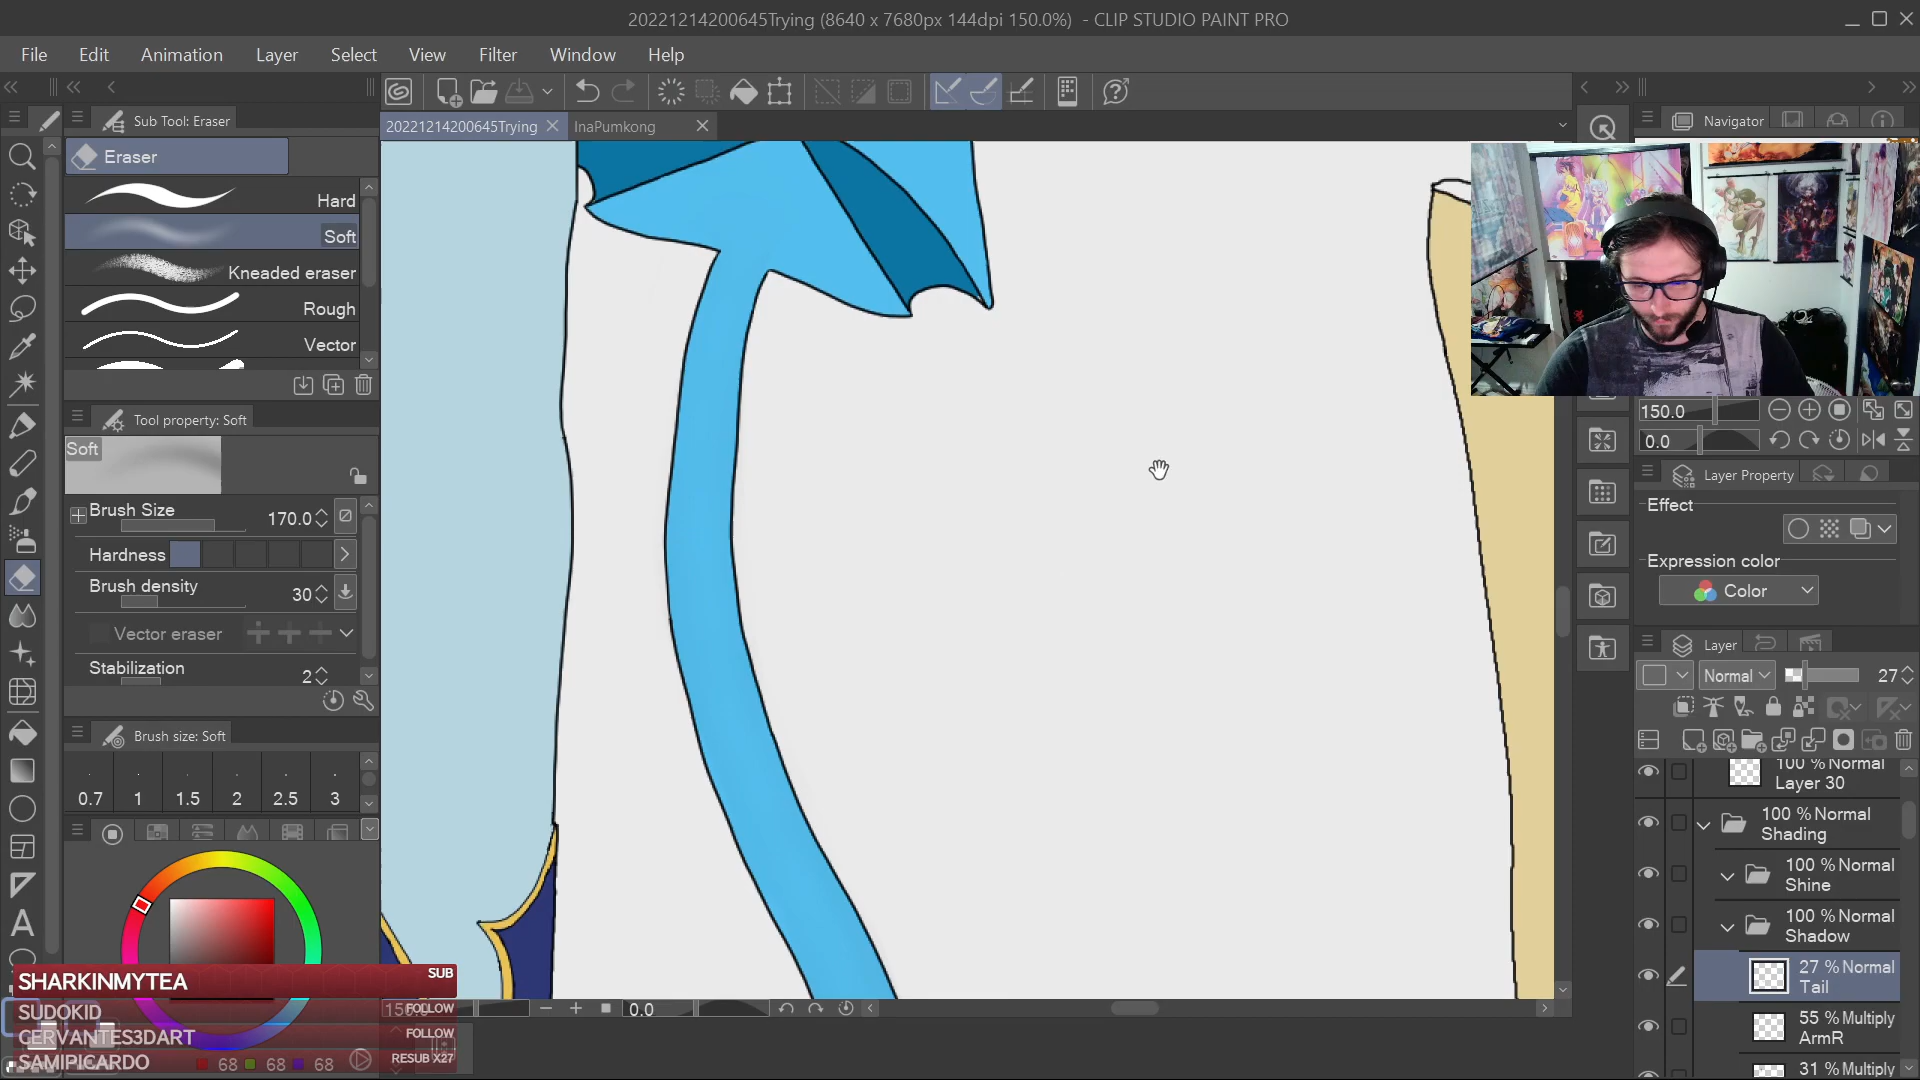 20221214200645Trying (8640 x 7680px 144dpi 150.0%) - CLIP STUDIO PAINT PRO
File Edit Animation Layer Select View Filter Window Help
Sub Tool: Eraser
20221214200645Trying
InaPumkong
Navigator
Eraser
Hard
Soft
Kneaded eraser
Rough
Vector
Tool property: Soft
Soft
Brush Size 170.0
Hardness
Brush density 30
Vector eraser
Stabilization 2
Brush size: Soft
0.7 1 1.5 2 2.5 3
150.0
0.0
Layer Property
Effect
Expression color
Color
Layer
Normal 27
100 % Normal
Layer 30
100 % Normal
Shading
100 % Normal
Shine
100 % Normal
Shadow
27 % Normal
Tail
55 % Multiply
ArmR
31 % Multiply
SHARKINMYTEA SUB
SUDOKID FOLLOW
CERVANTES3DART FOLLOW
SAMIPICARDO RESUB X27
68 68 68
0.0